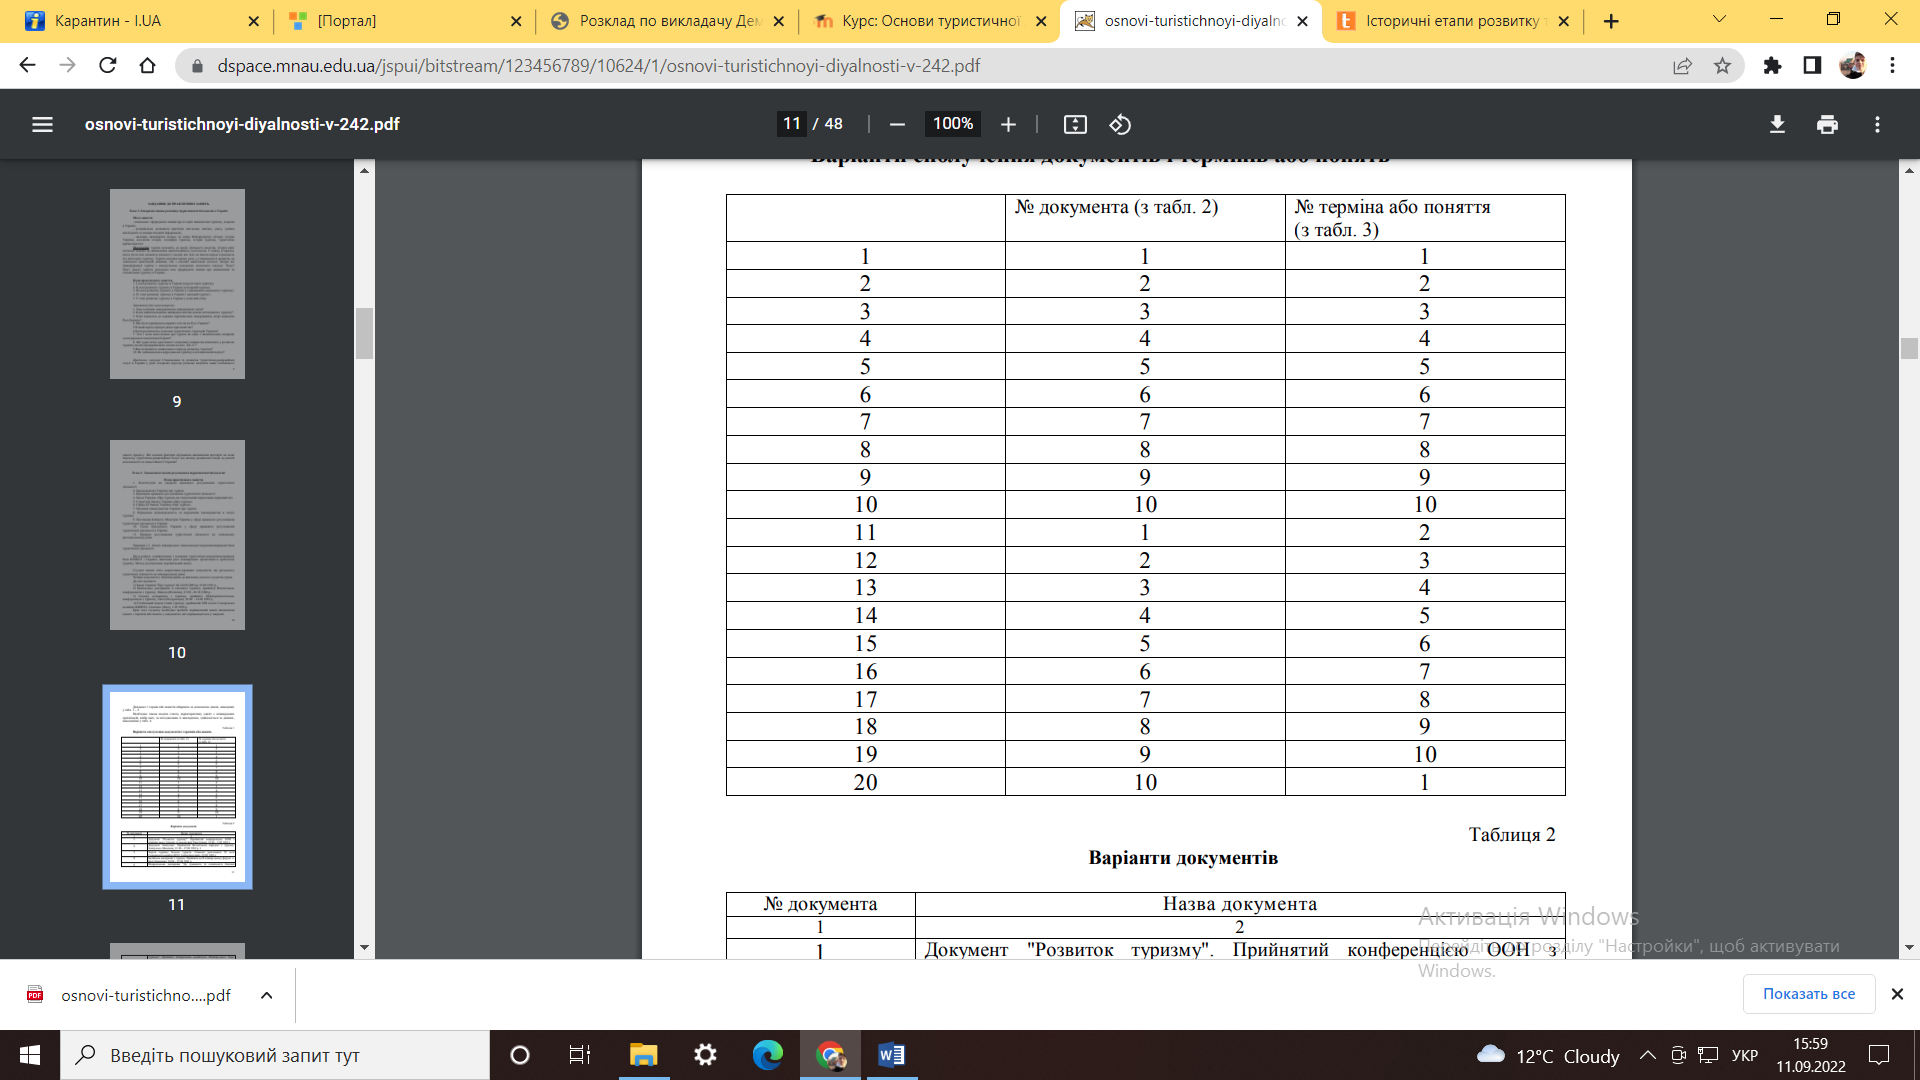 Карантин - I.UA
[Портал]
Розклад по викладачу Дем
Курс: Основи туристичної
osnovi-turistichnoyi-diyalno
Історичні етапи розвитку т
dspace.mnau.edu.ua/jspui/bitstream/123456789/10624/1/osnovi-turistichnoyi-diyalnosti-v-242.pdf
osnovi-turistichnoyi-diyalnosti-v-242.pdf
11 / 48
100%
9
10
11
Варіанти сполучення документів і термінів або понять
№ документа (з табл. 2) № терміна або поняття
(з табл. 3)
1 1 1
2 2 2
3 3 3
4 4 4
5 5 5
6 6 6
7 7 7
8 8 8
9 9 9
10 10 10
11 1 2
12 2 3
13 3 4
14 4 5
15 5 6
16 6 7
17 7 8
18 8 9
19 9 10
20 10 1
Таблиця 2
Варіанти документів
№ документа Назва документа
1 2
1 Документ "Розвиток туризму". Прийнятий конференцією ООН з
Активація Windows
Перейдіть до розділу "Настройки", щоб активувати
Windows.
osnovi-turistichno....pdf
Показать все
Введіть пошуковий запит тут
12°C Cloudy
УКР
15:59
11.09.2022